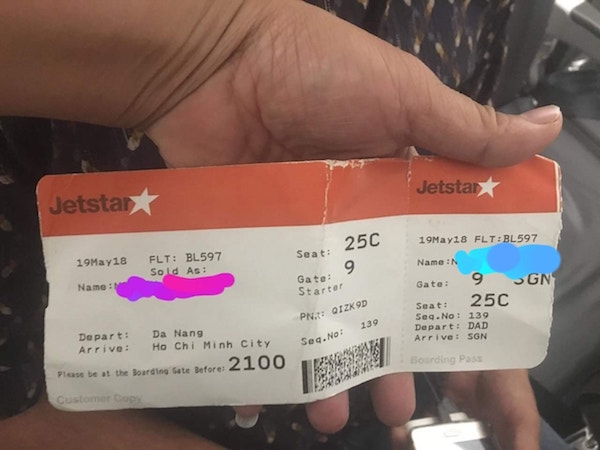 Jetstar
19May18 FLT: BL597
Sold As:
Name:
Depart: Da Nang
Arrive: Ho Chi Minh City
Please be at the Boarding Gate Before: 2100
Customer Copy
Seat: 25C
Gate: 9
Starter
PNR: QIZK9D
Seq.No: 139
Jetstar
19May18 FLT:BL597
Name:
Gate: 9 SGN
Seat: 25C
Seq.No: 139
Depart: DAD
Arrive: SGN
Boarding Pass